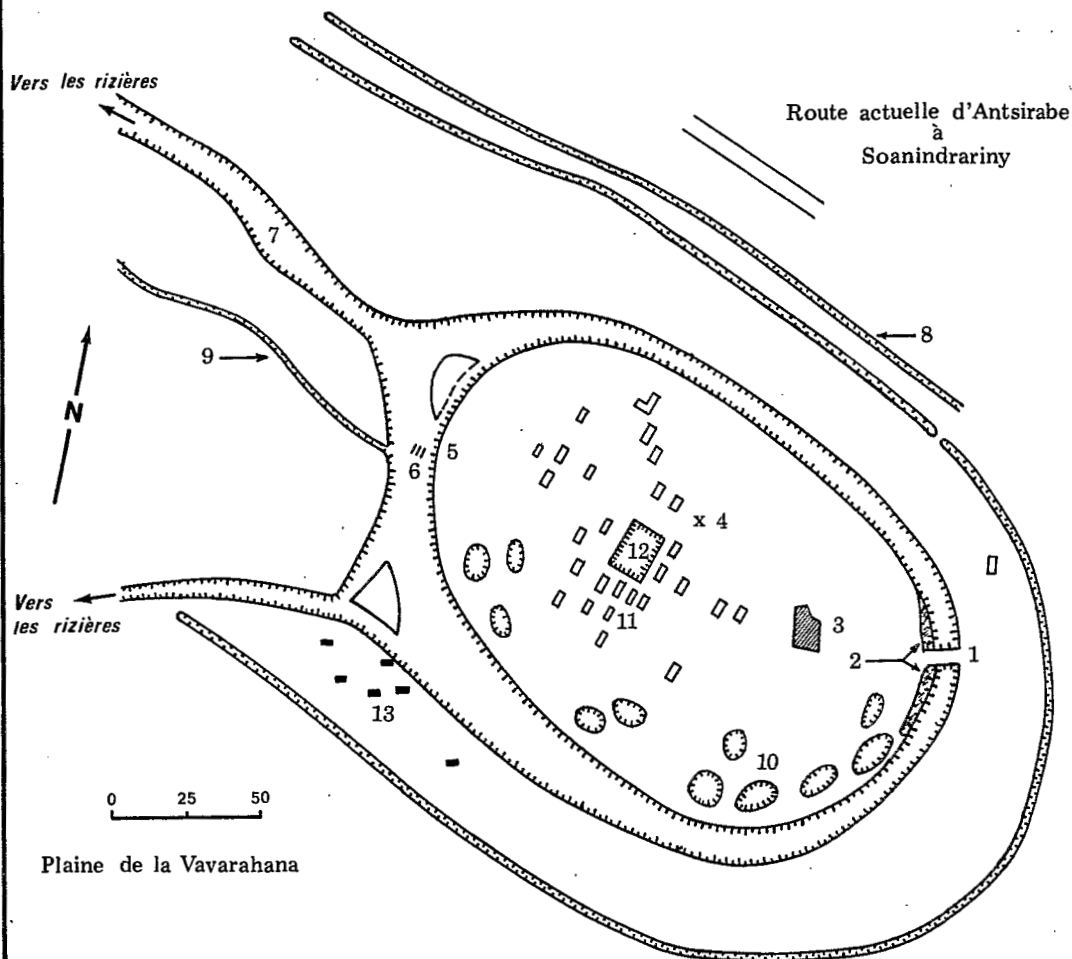 Vers les rizières
Route actuelle d'Antsirabe
à
Soanindrariny
7
8
9
N
5
6
x 4
12
11
3
2
1
Vers
les rizières
13
10
0 25 50
Plaine de la Vavarahana